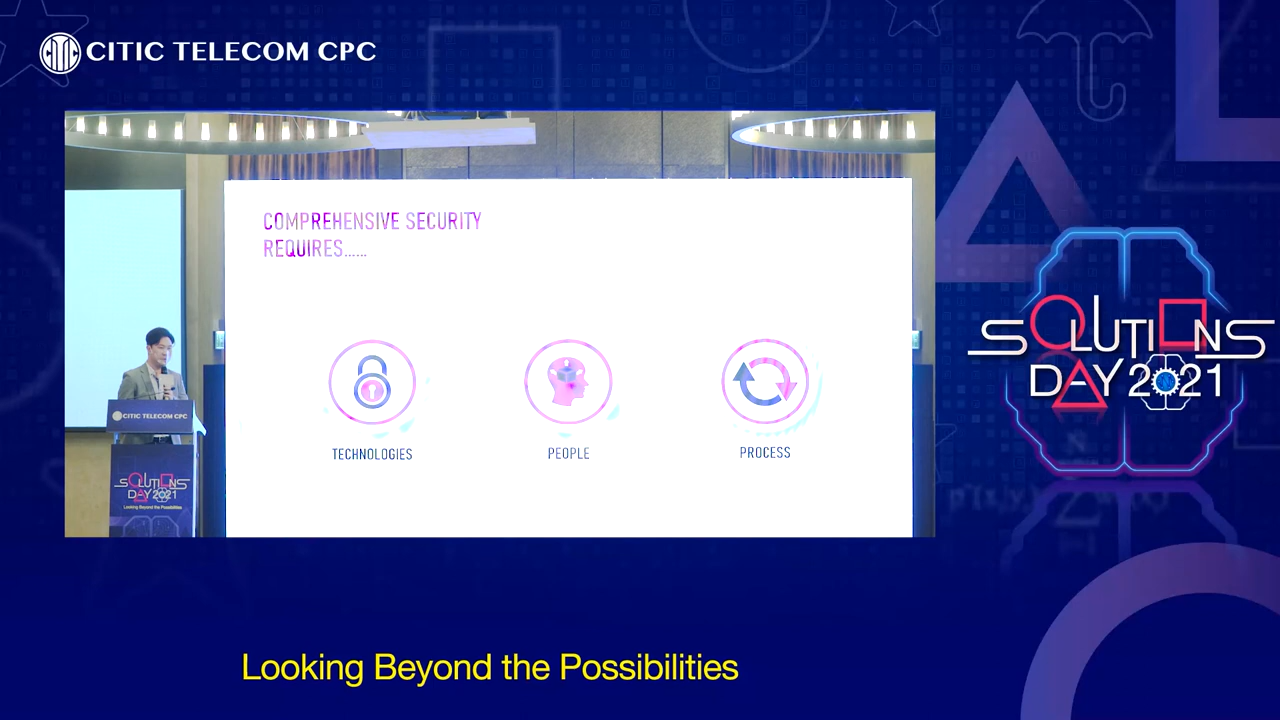 CITIC TELECOM CPC
COMPREHENSIVE SECURITY
REQUIRES......
TECHNOLOGIES
PEOPLE
PROCESS
CITIC TELECOM CPC
SOLUTIONS
DAY 2021
Looking Beyond the Possibilities
SOLUTIONS
DAY 2021
Looking Beyond the Possibilities